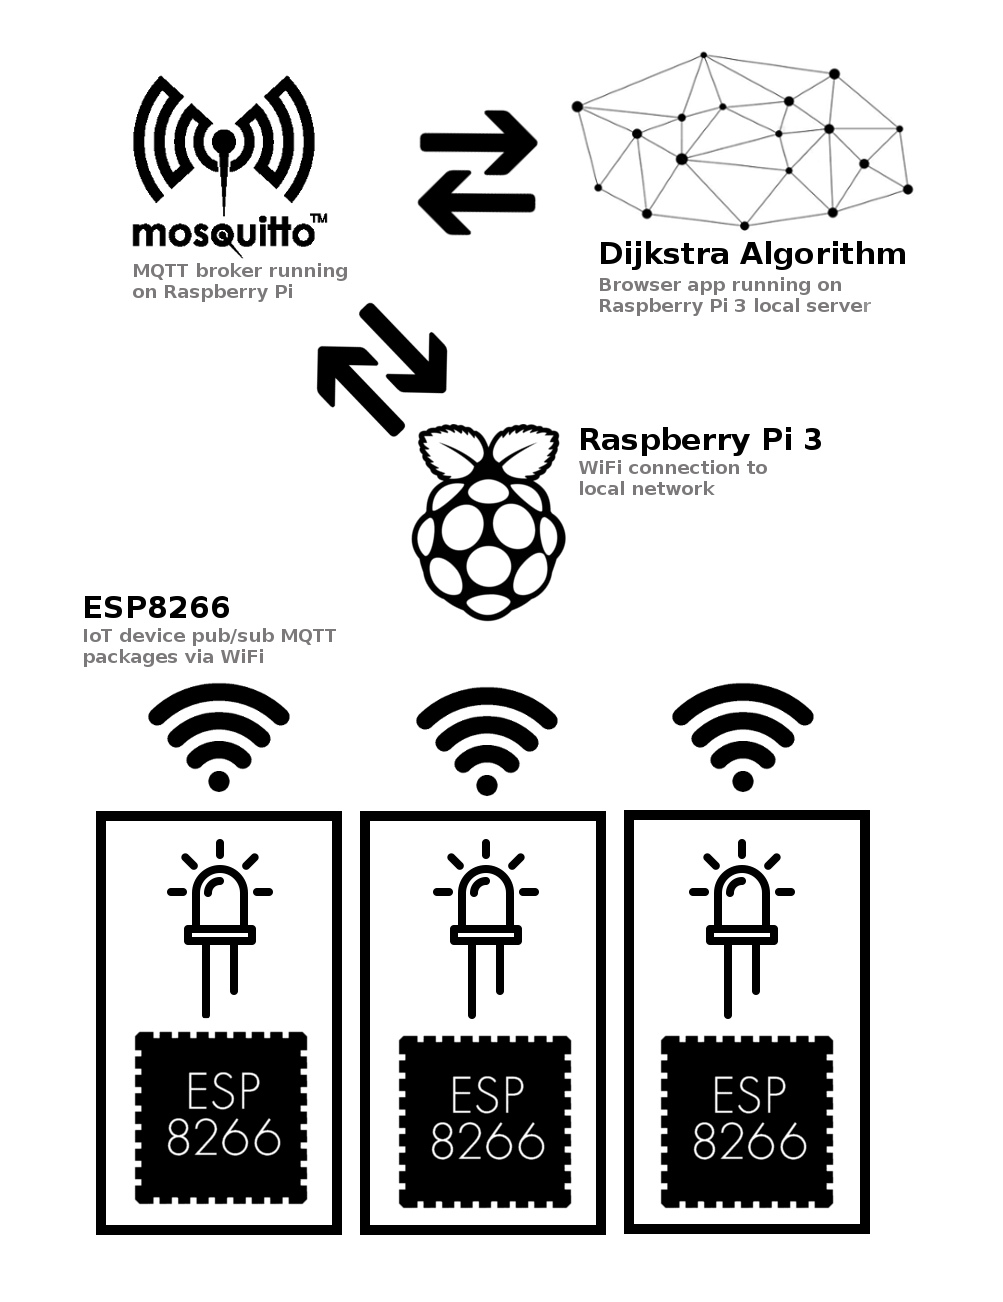 mosquitto™
MQTT broker running
on Raspberry Pi
Dijkstra Algorithm
Browser app running on
Raspberry Pi 3 local server
Raspberry Pi 3
WiFi connection to
local network
ESP8266
IoT device pub/sub MQTT
packages via WiFi
ESP
8266
ESP
8266
ESP
8266